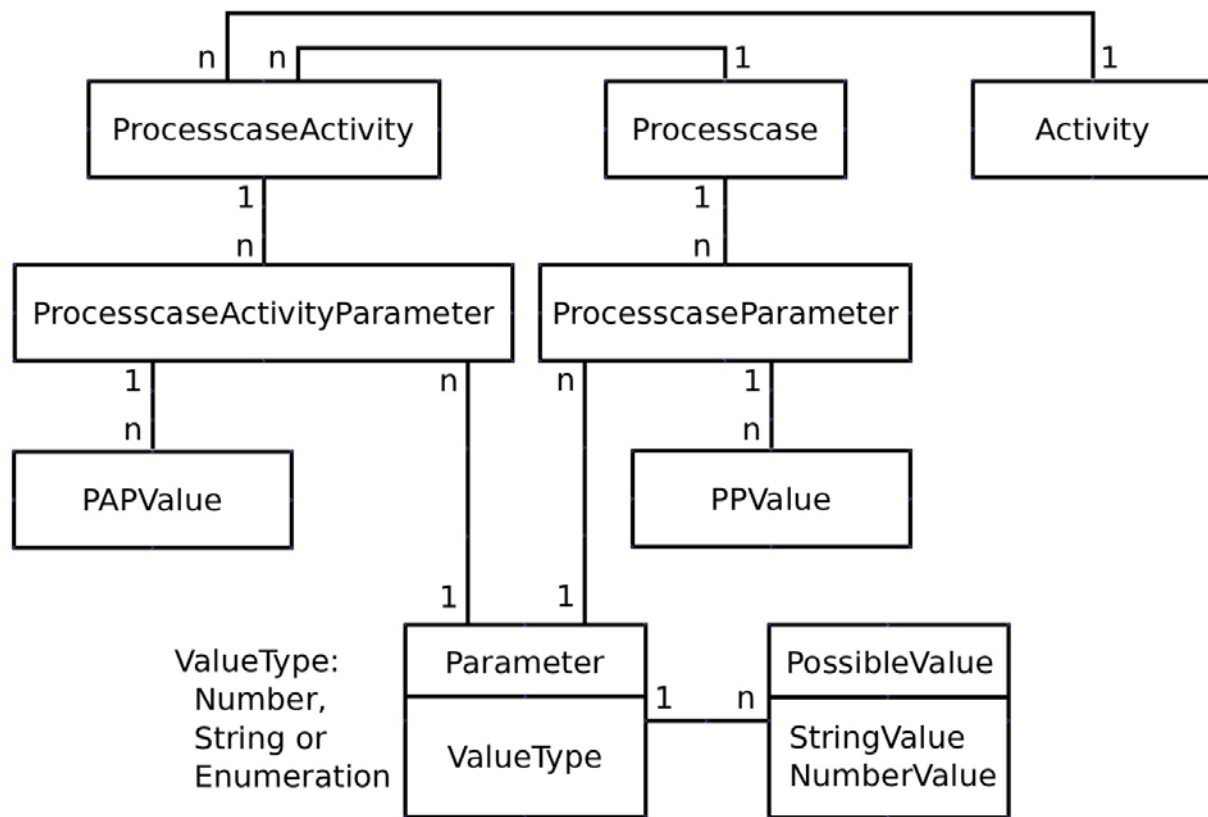 n n 1 1
ProcesscaseActivity Processcase Activity
1 1
n n
ProcesscaseActivityParameter ProcesscaseParameter
1 n n 1
n n
PAPValue PPValue
1 1
ValueType: Parameter PossibleValue
Number, 1 n
String or StringValue
ValueType
Enumeration NumberValue